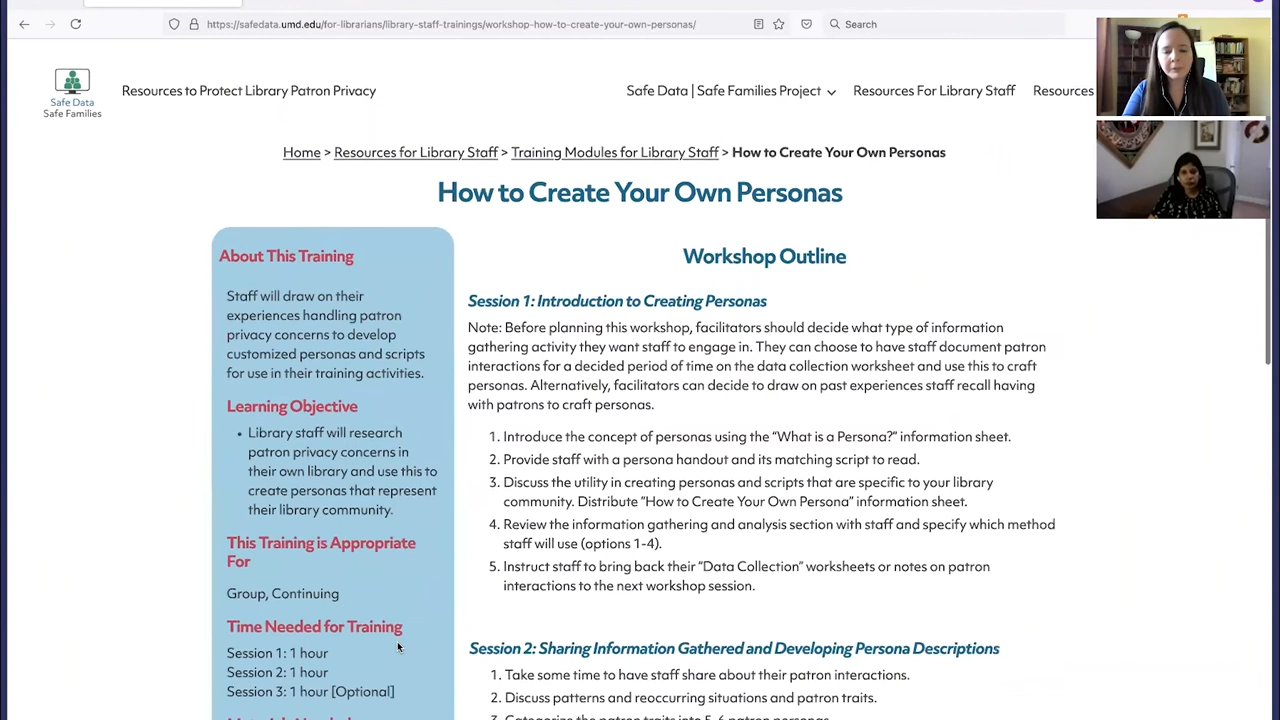 https://safedata.umd.edu/for-librarians/library-staff-trainings/workshop-how-to-create-your-own-personas/
Search
Safe Data
Safe Families
Resources to Protect Library Patron Privacy
Safe Data | Safe Families Project
Resources For Library Staff
Resources
Home > Resources for Library Staff > Training Modules for Library Staff > How to Create Your Own Personas
How to Create Your Own Personas
About This Training
Staff will draw on their
experiences handling patron
privacy concerns to develop
customized personas and scripts
for use in their training activities.
Learning Objective
• Library staff will research
patron privacy concerns in
their own library and use this to
create personas that represent
their library community.
This Training is Appropriate
For
Group, Continuing
Time Needed for Training
Session 1: 1 hour
Session 2: 1 hour
Session 3: 1 hour [Optional]
Workshop Outline
Session 1: Introduction to Creating Personas
Note: Before planning this workshop, facilitators should decide what type of information
gathering activity they want staff to engage in. They can choose to have staff document patron
interactions for a decided period of time on the data collection worksheet and use this to craft
personas. Alternatively, facilitators can decide to draw on past experiences staff recall having
with patrons to craft personas.
1. Introduce the concept of personas using the “What is a Persona?” information sheet.
2. Provide staff with a persona handout and its matching script to read.
3. Discuss the utility in creating personas and scripts that are specific to your library
community. Distribute “How to Create Your Own Persona” information sheet.
4. Review the information gathering and analysis section with staff and specify which method
staff will use (options 1-4).
5. Instruct staff to bring back their “Data Collection” worksheets or notes on patron
interactions to the next workshop session.
Session 2: Sharing Information Gathered and Developing Persona Descriptions
1. Take some time to have staff share about their patron interactions.
2. Discuss patterns and reoccurring situations and patron traits.
3. Categorize the patron traits into 5-6 patron personas.